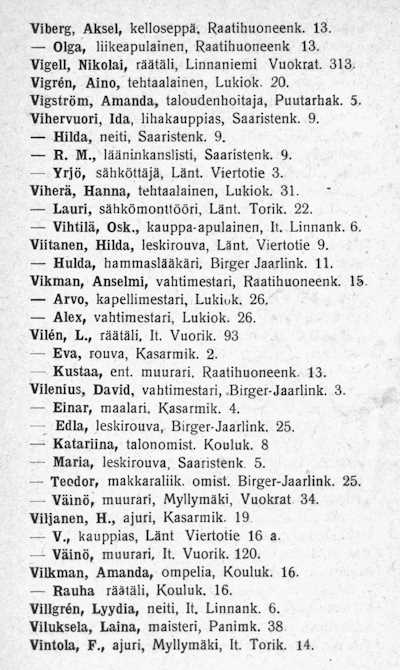 Viberg, Aksel, kelloseppä, Raatihuoneenk. 13.
— Olga, liikeapulainen, Raatihuoneenk 13.
Vigell, Nikolai, räätäli, Linnaniemi Vuokrat. 313.
Vigrén, Aino, tehtaalainen, Lukiok. 20.
Vigström, Amanda, taloudenhoitaja, Puutarhak. 5.
Vihervuori, Ida, lihakauppias, Saaristenk. 9.
— Hilda, neiti, Saaristenk. 9.
— R. M., lääninkanslisti, Saaristenk. 9.
— Yrjö, sähköttäjä, Länt. Viertotie 3.
Viherä, Hanna, tehtaalainen, Lukiok. 31.
— Lauri, sähkömonttööri, Länt. Torik. 22.
— Vihtilä, Osk., kauppa-apulainen, It. Linnank. 6.
Viitanen, Hilda, leskirouva, Länt. Viertotie 9.
— Hulda, hammaslääkäri, Birger Jaarlink. 11.
Vikman, Anselmi, vahtimestari, Raatihuoneenk. 15.
— Arvo, kapellimestari, Lukiok. 26.
— Alex, vahtimestari, Lukiok. 26.
Vilén, L., räätäli, It. Vuorik. 93
— Eva, rouva, Kasarmik. 2.
— Kustaa, ent. muurari, Raatihuoneenk. 13.
Vilenius, David, vahtimestari, Birger-Jaarlink. 3.
— Einar, maalari, Kasarmik. 4.
— Edla, leskirouva, Birger-Jaarlink. 25.
— Katariina, talonomist. Kouluk. 8
— Maria, leskirouva, Saaristenk. 5.
— Teodor, makkaraliik. omist. Birger-Jaarlink. 25.
— Väinö, muurari, Myllymäki, Vuokrat 34.
Viljanen, H., ajuri, Kasarmik. 19
— V., kauppias, Länt Viertotie 16 a.
— Väinö, muurari, It. Vuorik. 120.
Vilkman, Amanda, ompelia, Kouluk. 16.
— Rauha räätäli, Kouluk. 16.
Villgrén, Lyydia, neiti, It. Linnank. 6.
Viluksela, Laina, maisteri, Panimk. 38
Vintola, F., ajuri, Myllymäki, It. Torik. 14.